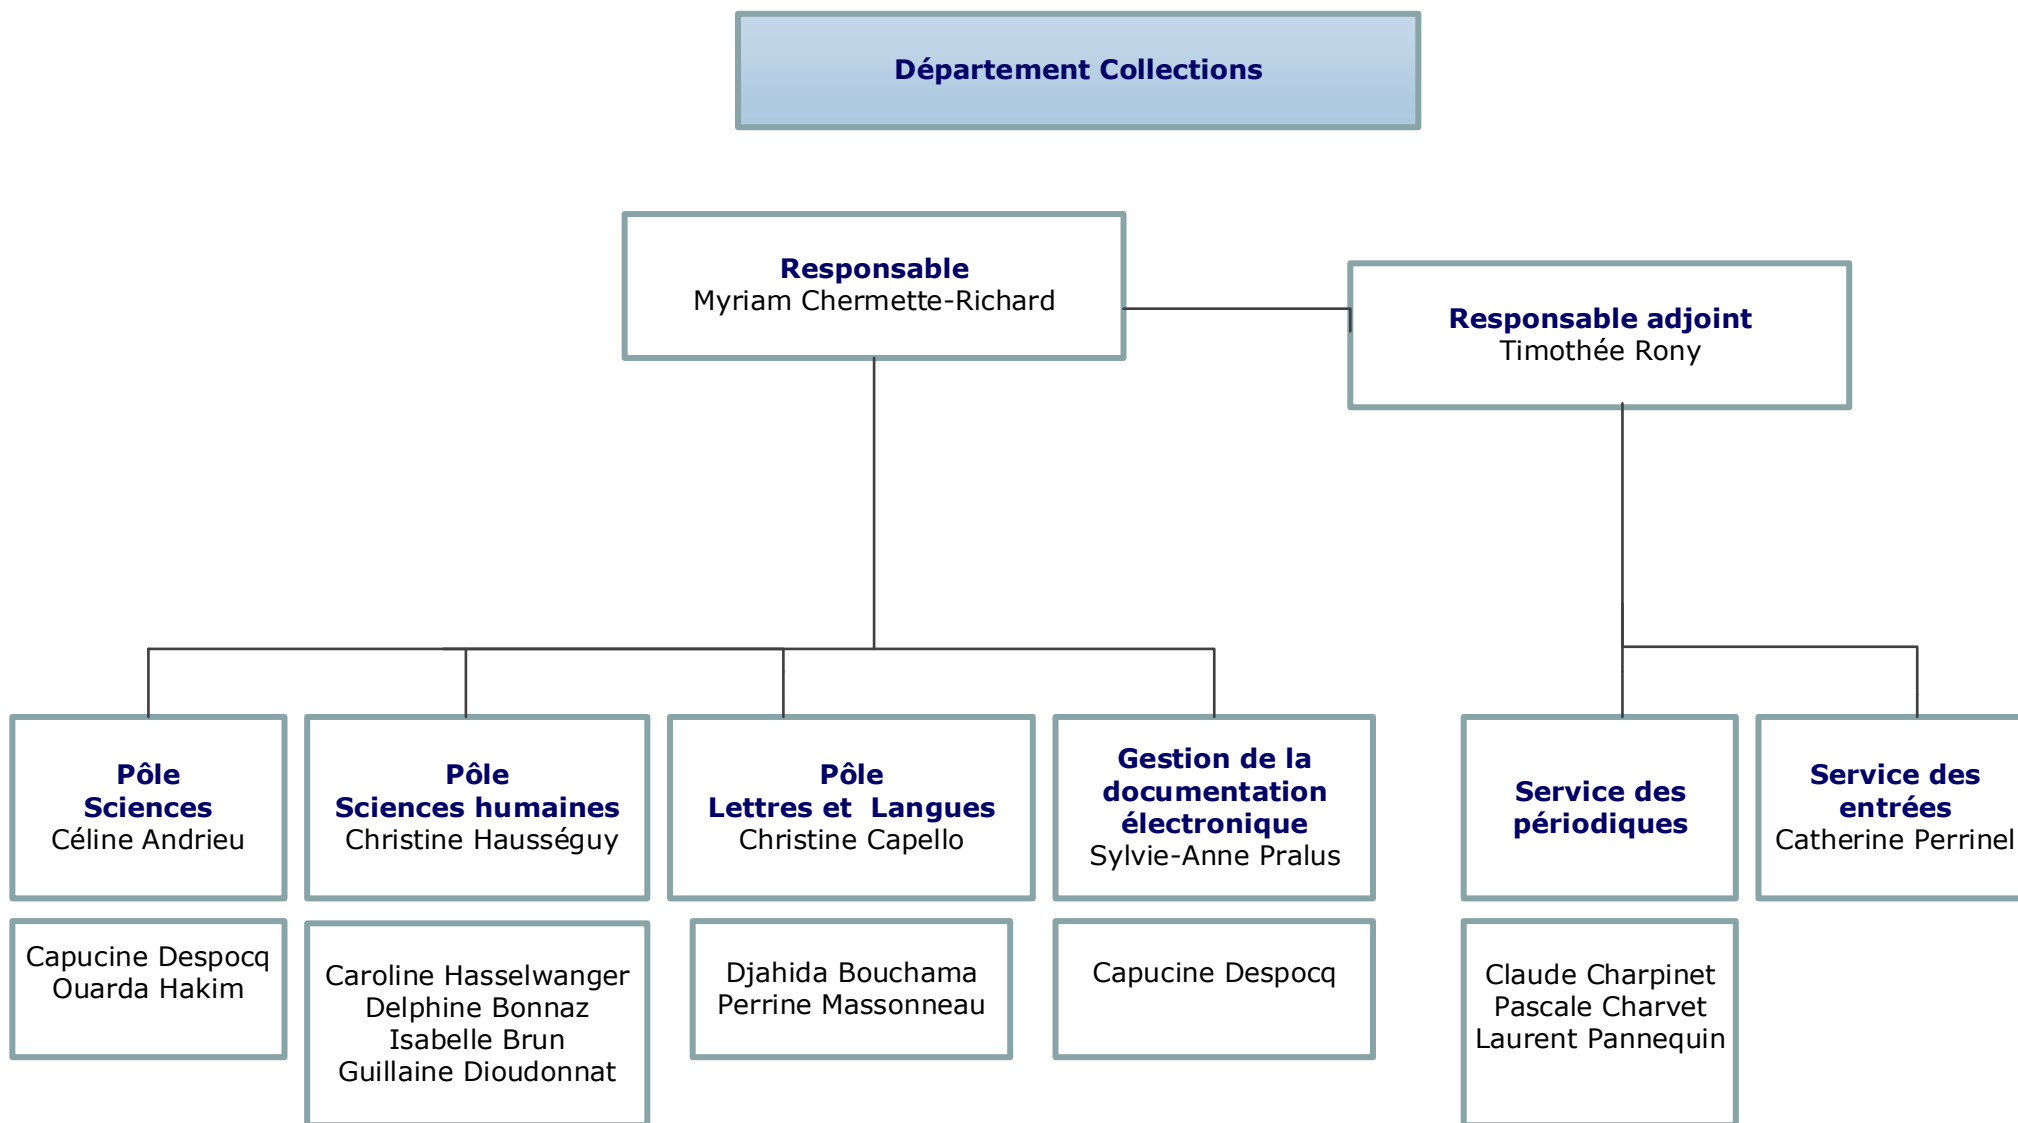 Département Collections
Responsable
Myriam Chermette-Richard
Responsable adjoint
Timothée Rony
Pôle
Sciences
Céline Andrieu
Pôle
Sciences humaines
Christine Hausséguy
Pôle
Lettres et  Langues
Christine Capello
Gestion de la
documentation
électronique
Sylvie-Anne Pralus
Service des
périodiques
Service des
entrées
Catherine Perrinel
Capucine Despocq
Ouarda Hakim
Caroline Hasselwanger
Delphine Bonnaz
Isabelle Brun
Guillaine Dioudonnat
Djahida Bouchama
Perrine Massonneau
Capucine Despocq
Claude Charpinet
Pascale Charvet
Laurent Pannequin